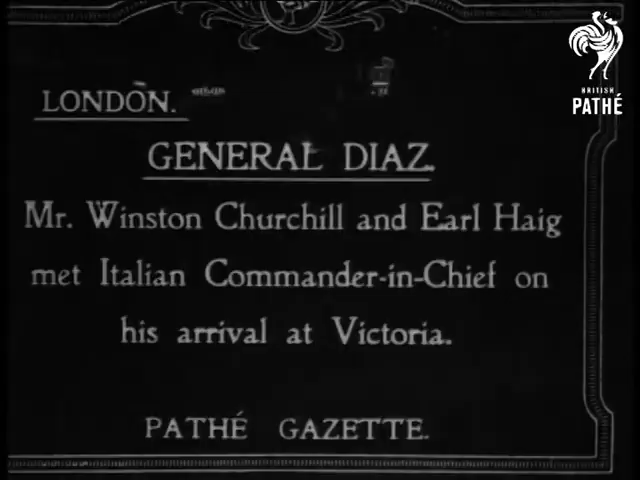 BRITISH
PATHÉ
LONDON.
GENERAL DIAZ.
Mr. Winston Churchill and Earl Haig
met Italian Commander-in-Chief on
his arrival at Victoria.
PATHÉ GAZETTE.